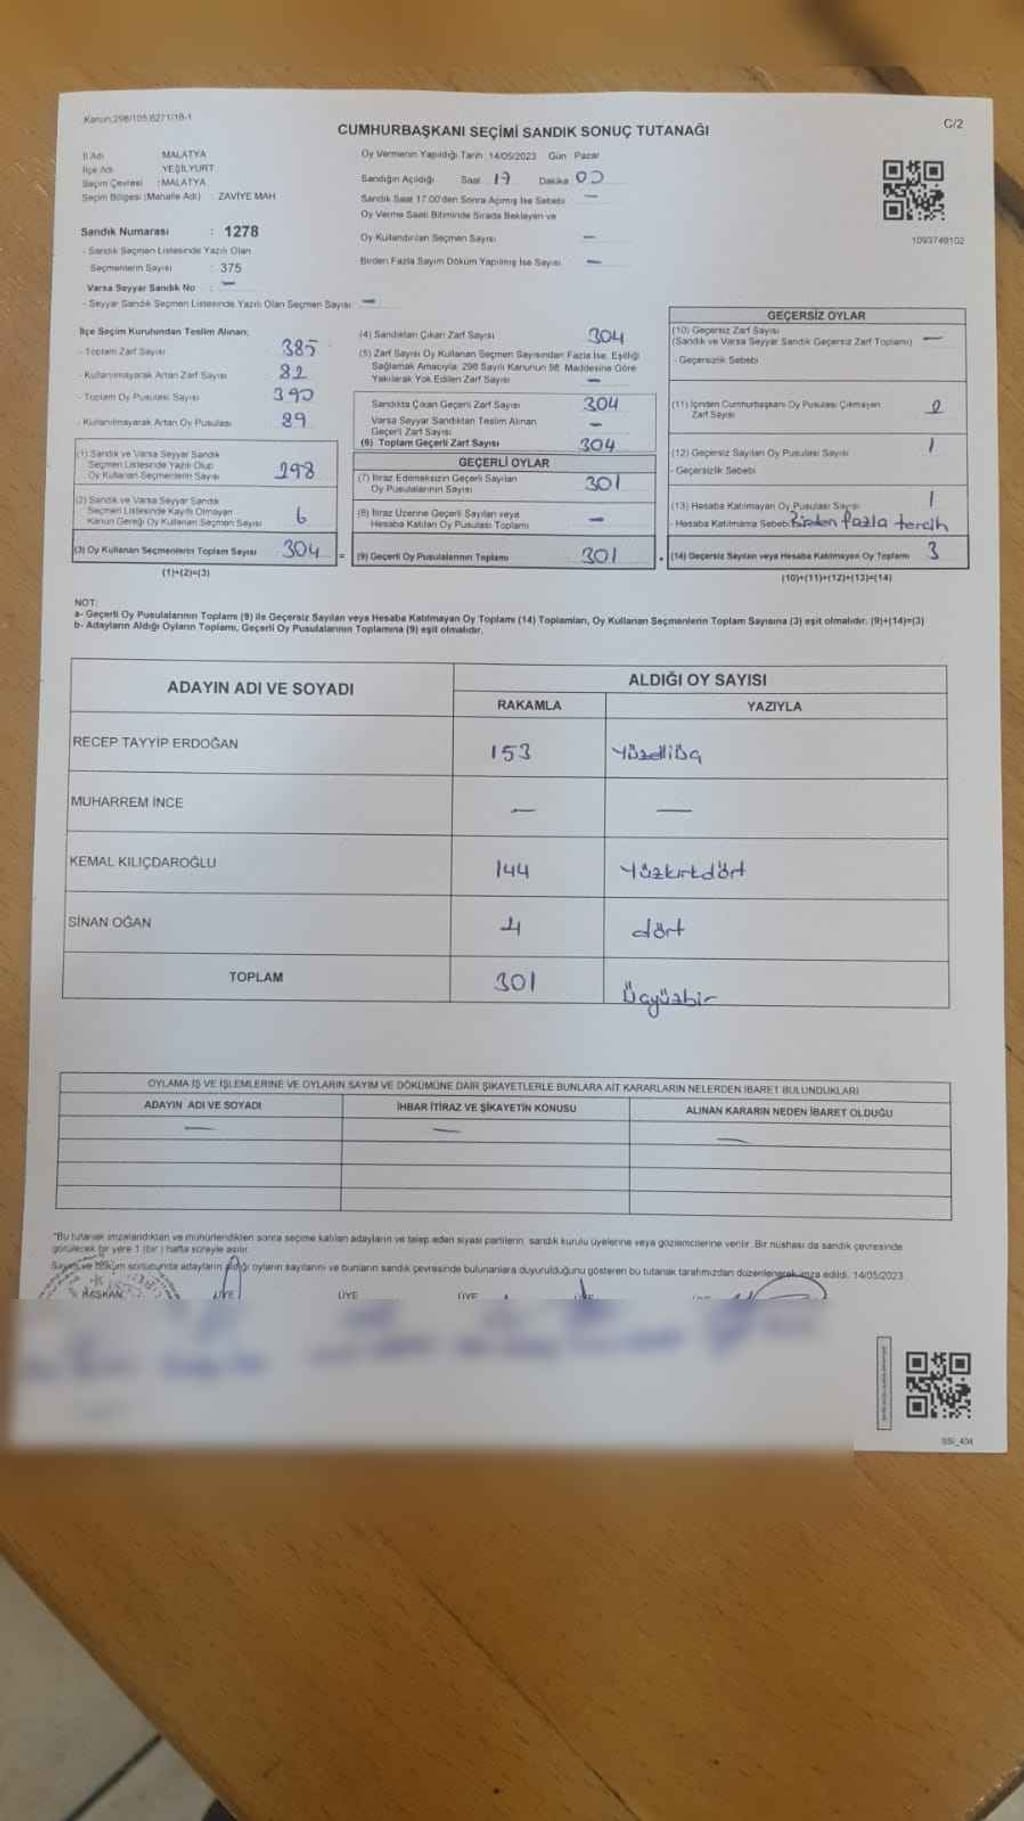 Kanun:298/105,6271/18-1
C/2
CUMHURBAŞKANI SEÇİMİ SANDIK SONUÇ TUTANAĞI
İl Adı MALATYA
İlçe Adı YEŞİLYURT
Seçim Çevresi : MALATYA
Seçim Bölgesi (Mahalle Adı) : ZAVİYE MAH
Sandık Numarası : 1278
- Sandık Seçmen Listesinde Yazılı Olan
Seçmenlerin Sayısı : 375
Varsa Seyyar Sandık No : —
- Seyyar Sandık Seçmen Listesinde Yazılı Olan Seçmen Sayısı : —
Oy Vermenin Yapıldığı Tarih: 14/05/2023 Gün Pazar
Sandığın Açıldığı Saat 17 Dakika 00
Sandık Saat 17.00'den Sonra Açmış İse Sebebi —
Oy Verme Saati Bitiminde Sırada Bekleyen ve
Oy Kullandırılan Seçmen Sayısı —
Birden Fazla Sayım Döküm Yapılmış İse Sayısı —
1093740102
İlçe Seçim Kurulundan Teslim Alınan;
- Toplam Zarf Sayısı 385
- Kullanılmayarak Artan Zarf Sayısı 82
- Toplam Oy Pusulası Sayısı 390
- Kullanılmayarak Artan Oy Pusulası 89
(1) Sandık ve Varsa Seyyar Sandık
Seçmen Listesinde Yazılı Olup
Oy Kullanan Seçmenlerin Sayısı 298
(2) Sandık ve Varsa Seyyar Sandık
Seçmen Listesinde Kayıtlı Olmayan
Kanun Gereği Oy Kullanan Seçmen Sayısı 6
(3) Oy Kullanan Seçmenlerin Toplam Sayısı 304
(1)+(2)=(3)
(4) Sandıktan Çıkan Zarf Sayısı 304
(5) Zarf Sayısı Oy Kullanan Seçmen Sayısından Fazla İse, Eşitliği
Sağlamak Amacıyla, 298 Sayılı Kanunun 98. Maddesine Göre
Yakılarak Yok Edilen Zarf Sayısı —
Sandıkta Çıkan Geçerli Zarf Sayısı 304
Varsa Seyyar Sandıktan Teslim Alınan
Geçerli Zarf Sayısı —
(6) Toplam Geçerli Zarf Sayısı 304
GEÇERLİ OYLAR
(7) İtiraz Edilmeksizin Geçerli Sayılan
Oy Pusulalarının Sayısı 301
(8) İtiraz Üzerine Geçerli Sayılan veya
Hesaba Katılan Oy Pusulası Toplamı —
= (9) Geçerli Oy Pusulalarının Toplamı 301
GEÇERSİZ OYLAR
(10) Geçersiz Zarf Sayısı
(Sandık ve Varsa Seyyar Sandık Geçersiz Zarf Toplamı) —
- Geçersizlik Sebebi
(11) İçinden Cumhurbaşkanı Oy Pusulası Çıkmayan
Zarf Sayısı 2
(12) Geçersiz Sayılan Oy Pusulası Sayısı 1
- Geçersizlik Sebebi
(13) Hesaba Katılmayan Oy Pusulası Sayısı 1
- Hesaba Katılmama Sebebi Birden fazla tercih
+ (14) Geçersiz Sayılan veya Hesaba Katılmayan Oy Toplamı 3
(10)+(11)+(12)+(13)=(14)
NOT:
a- Geçerli Oy Pusulalarının Toplamı (9) ile Geçersiz Sayılan veya Hesaba Katılmayan Oy Toplamı (14) Toplamları, Oy Kullanan Seçmenlerin Toplam Sayısına (3) eşit olmalıdır. (9)+(14)=(3)
b- Adayların Aldığı Oyların Toplamı, Geçerli Oy Pusulalarının Toplamına (9) eşit olmalıdır.
ADAYIN ADI VE SOYADI ALDIĞI OY SAYISI
RAKAMLA YAZIYLA
RECEP TAYYİP ERDOĞAN 153 Yüzelliüç
MUHARREM İNCE — —
KEMAL KILIÇDAROĞLU 144 Yüzkırkdört
SİNAN OĞAN 4 dört
TOPLAM 301 Üçyüzbir
OYLAMA İŞ VE İŞLEMLERİNE VE OYLARIN SAYIM VE DÖKÜMÜNE DAİR ŞİKAYETLERLE BUNLARA AİT KARARLARIN NELERDEN İBARET BULUNDUKLARI
ADAYIN ADI VE SOYADI İHBAR İTİRAZ VE ŞİKAYETİN KONUSU ALINAN KARARIN NEDEN İBARET OLDUĞU
— — —
"Bu tutanak imzalandıktan ve mühürlendikten sonra seçime katılan adayların ve talep eden siyasi partilerin, sandık kurulu üyelerine veya gözlemcilerine verilir. Bir nüshası da sandık çevresinde
görülecek bir yere 1 (bir) hafta süreyle asılır.
Sayım ve döküm sonucunda adayların aldığı oyların sayılarını ve bunların sandık çevresinde bulunanlara duyurulduğunu gösteren bu tutanak tarafımızdan düzenlenerek imza edildi. 14/05/2023
BAŞKAN ÜYE ÜYE ÜYE